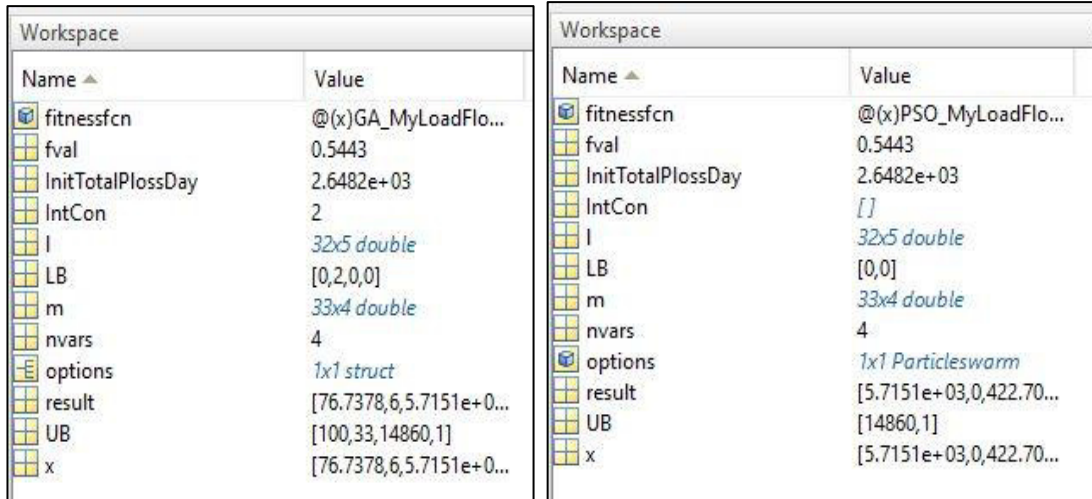 Workspace
Name Value
fitnessfcn @(x)GA_MyLoadFlo...
fval 0.5443
InitTotalPlossDay 2.6482e+03
IntCon 2
l 32x5 double
LB [0,2,0,0]
m 33x4 double
nvars 4
options 1x1 struct
result [76.7378,6,5.7151e+0...
UB [100,33,14860,1]
x [76.7378,6,5.7151e+0...
Workspace
Name Value
fitnessfcn @(x)PSO_MyLoadFlo...
fval 0.5443
InitTotalPlossDay 2.6482e+03
IntCon []
l 32x5 double
LB [0,0]
m 33x4 double
nvars 4
options 1x1 Particleswarm
result [5.7151e+03,0,422.70...
UB [14860,1]
x [5.7151e+03,0,422.70...